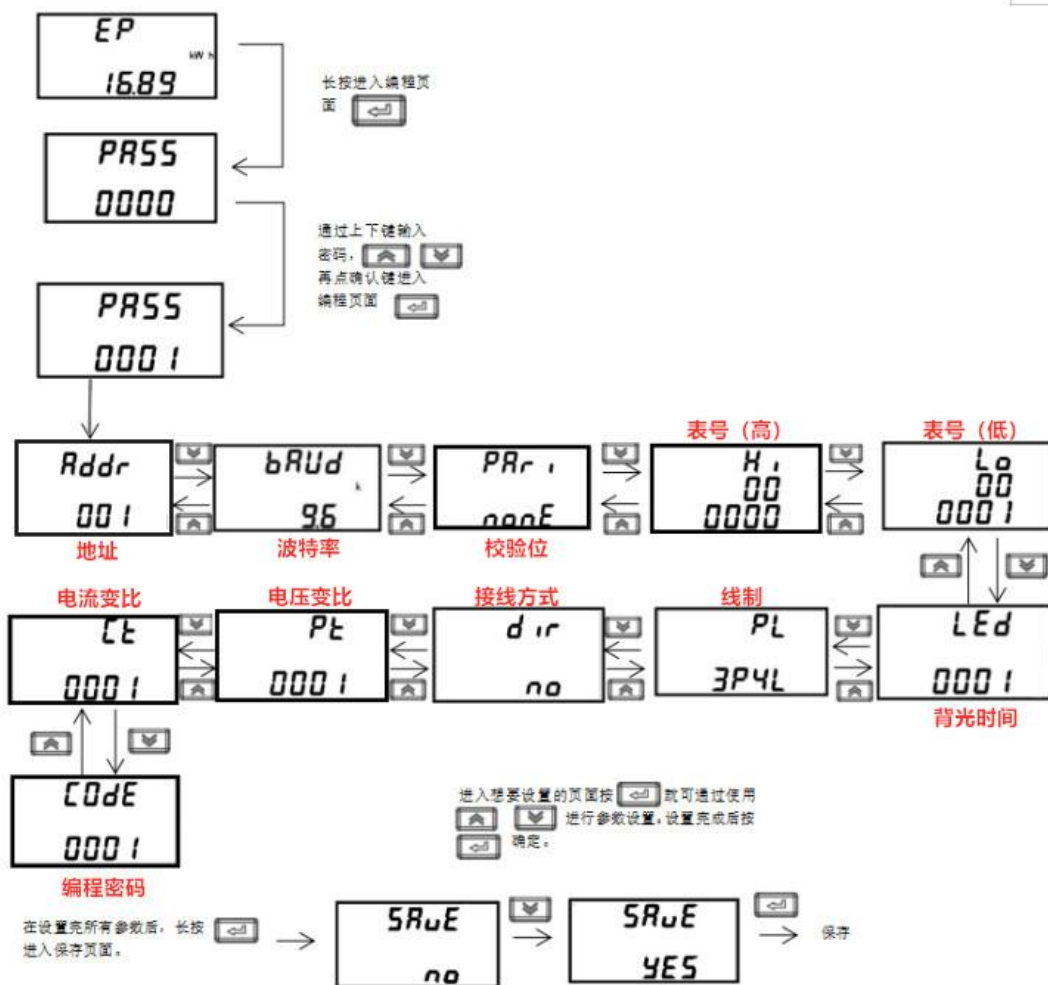 EP
kWh
16.89
长按进入编程页
面
PASS
0000
通过上下键输入
密码,
再点确认键进入
编程页面
PASS
0001
表号（高）
表号（低）
Addr
001
bAUd
k
9.6
PAri
nonE
Hi
00
0000
Lo
00
0001
地址
波特率
校验位
电流变比
电压变比
接线方式
线制
Ct
0001
Pt
0001
dir
no
PL
3P4L
LEd
0001
背光时间
CODE
0001
编程密码
进入想要设置的页面按 就可通过使用
进行参数设置。设置完成后按
确定。
在设置完所有参数后，长按
进入保存页面。
SAvE
no
SAvE
YES
保存